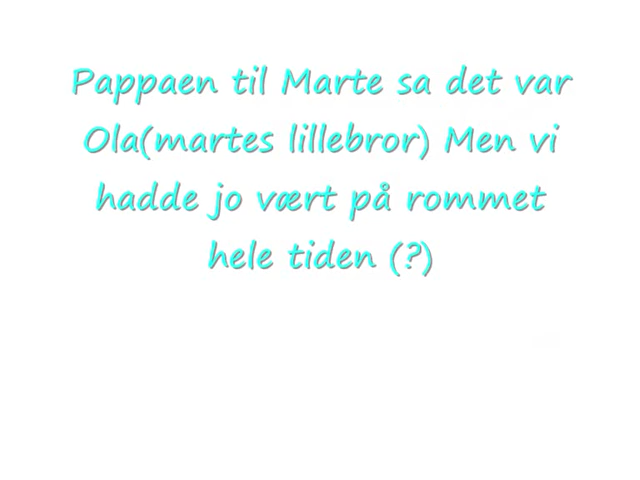 Pappaen til Marte sa det var
Ola(martes lillebror) Men vi
hadde jo vært på rommet
hele tiden (?)